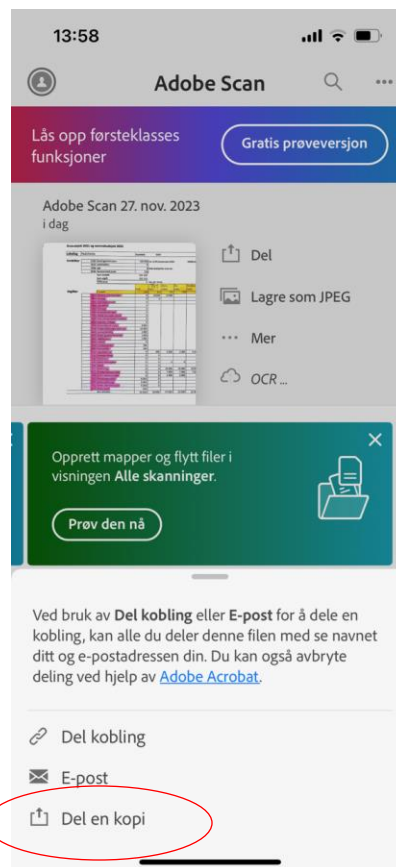 13:58
Adobe Scan
Lås opp førsteklasses
funksjoner
Gratis prøveversjon
Adobe Scan 27. nov. 2023
i dag
Del
Lagre som JPEG
Mer
OCR ...
Opprett mapper og flytt filer i
visningen Alle skanninger.
Prøv den nå
Ved bruk av Del kobling eller E-post for å dele en
kobling, kan alle du deler denne filen med se navnet
ditt og e-postadressen din. Du kan også avbryte
deling ved hjelp av Adobe Acrobat.
Del kobling
E-post
Del en kopi